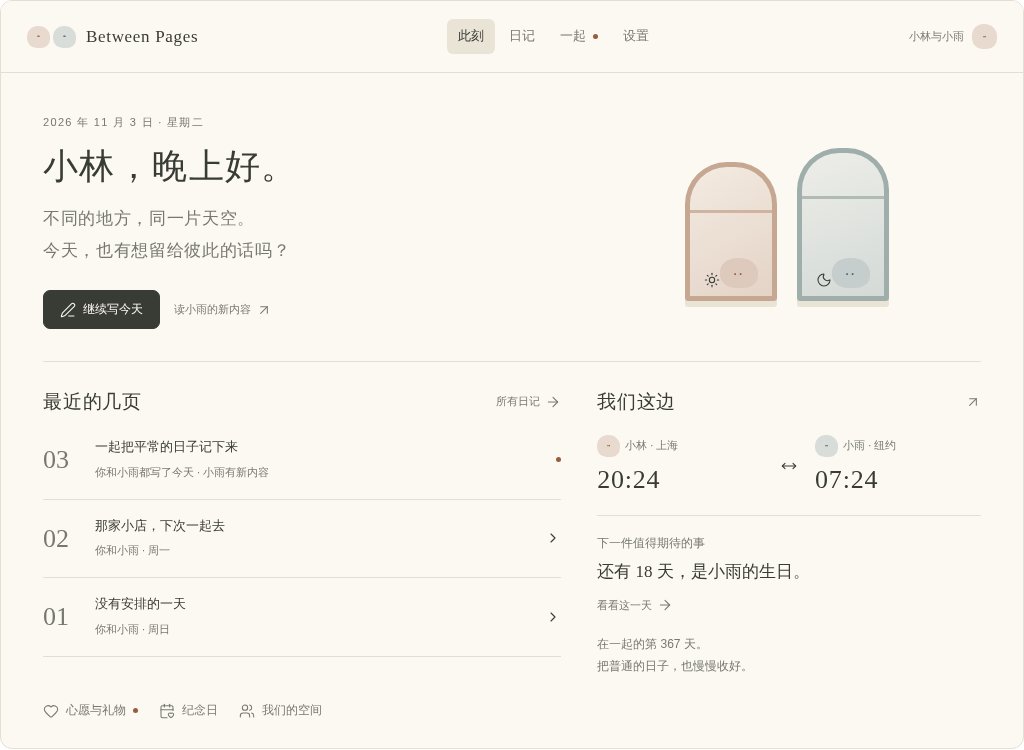 Between Pages
此刻
日记
一起
设置
小林与小雨
2026 年 11 月 3 日 · 星期二
小林，晚上好。
不同的地方，同一片天空。
今天，也有想留给彼此的话吗？
继续写今天
读小雨的新内容
最近的几页
所有日记
03
一起把平常的日子记下来
你和小雨都写了今天 · 小雨有新内容
02
那家小店，下次一起去
你和小雨 · 周一
01
没有安排的一天
你和小雨 · 周日
我们这边
小林 · 上海
20:24
小雨 · 纽约
07:24
下一件值得期待的事
还有 18 天，是小雨的生日。
看看这一天
在一起的第 367 天。
把普通的日子，也慢慢收好。
心愿与礼物
纪念日
我们的空间